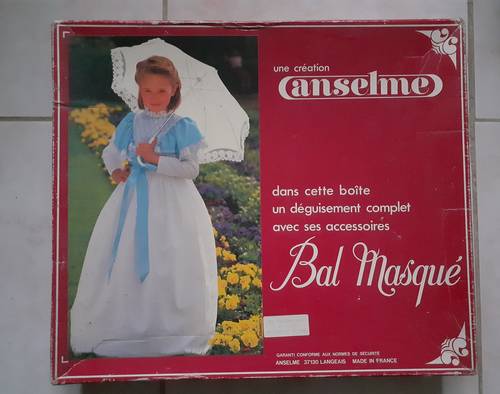 une création
anselme
dans cette boîte
un déguisement complet
avec ses accessoires
Bal Masqué
GARANTI CONFORME AUX NORMES DE SÉCURITÉ
ANSELME 37130 LANGEAIS MADE IN FRANCE